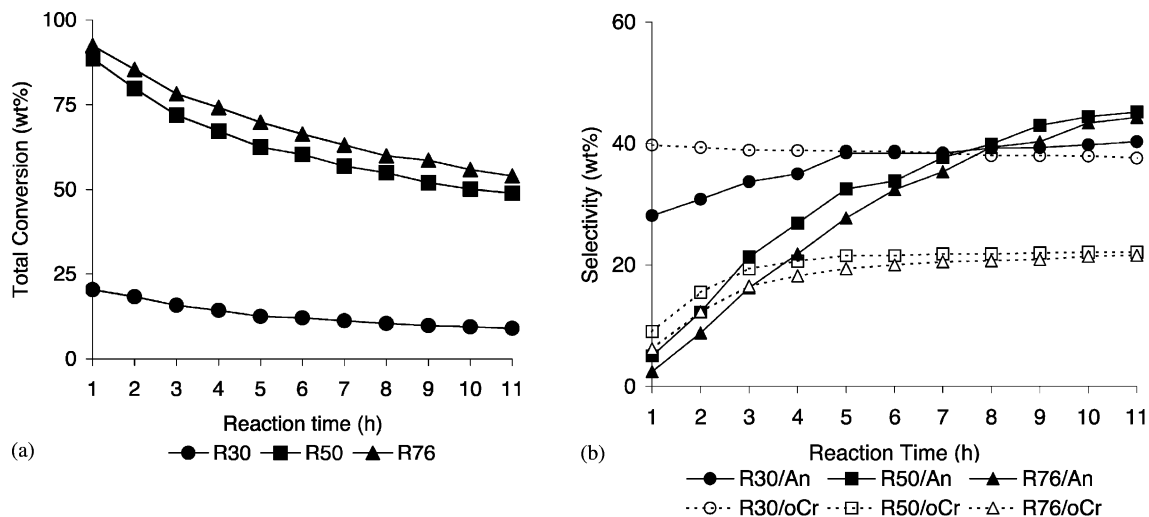 100
75
50
25
0
Total Conversion (wt%)
1 2 3 4 5 6 7 8 9 10 11
Reaction time (h)
(a)
R30 R50 R76
60
40
20
0
Selectivity (wt%)
1 2 3 4 5 6 7 8 9 10 11
Reaction Time (h)
(b)
R30/An R50/An R76/An
R30/oCr R50/oCr R76/oCr